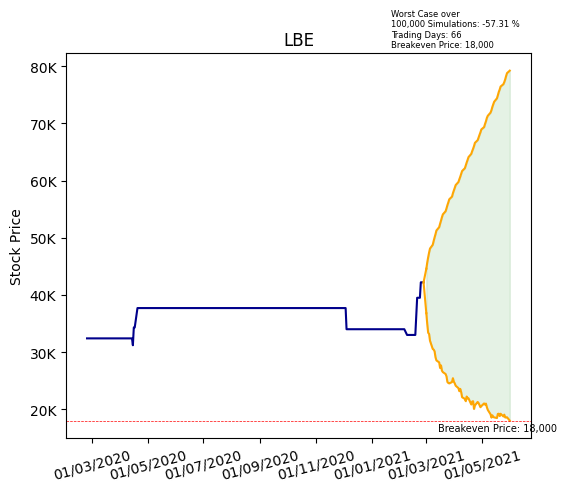 Worst Case over
100,000 Simulations: -57.31 %
Trading Days: 66
Breakeven Price: 18,000
LBE
80K
70K
60K
50K
40K
30K
20K
Stock Price
Breakeven Price: 18,000
01/03/2020
01/05/2020
01/07/2020
01/09/2020
01/11/2020
01/01/2021
01/03/2021
01/05/2021